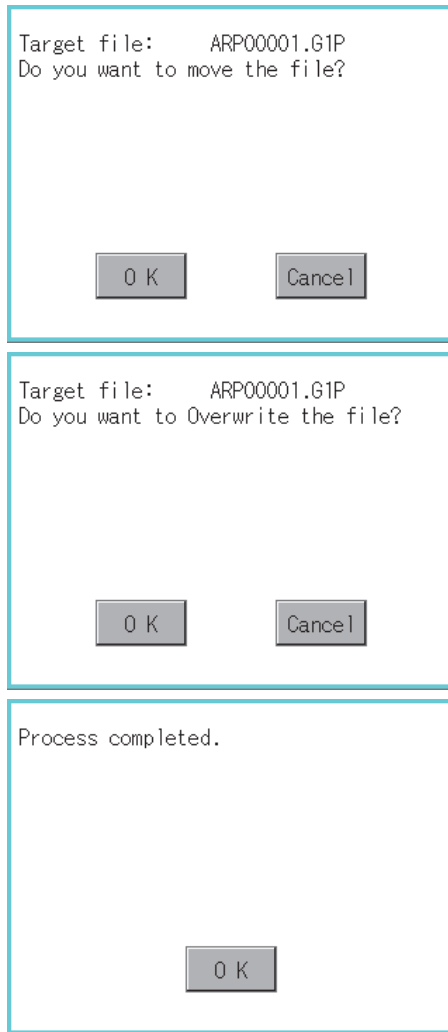 Target file: ARP00001.G1P
Do you want to move the file?
OK Cancel
Target file: ARP00001.G1P
Do you want to Overwrite the file?
OK Cancel
Process completed.
OK